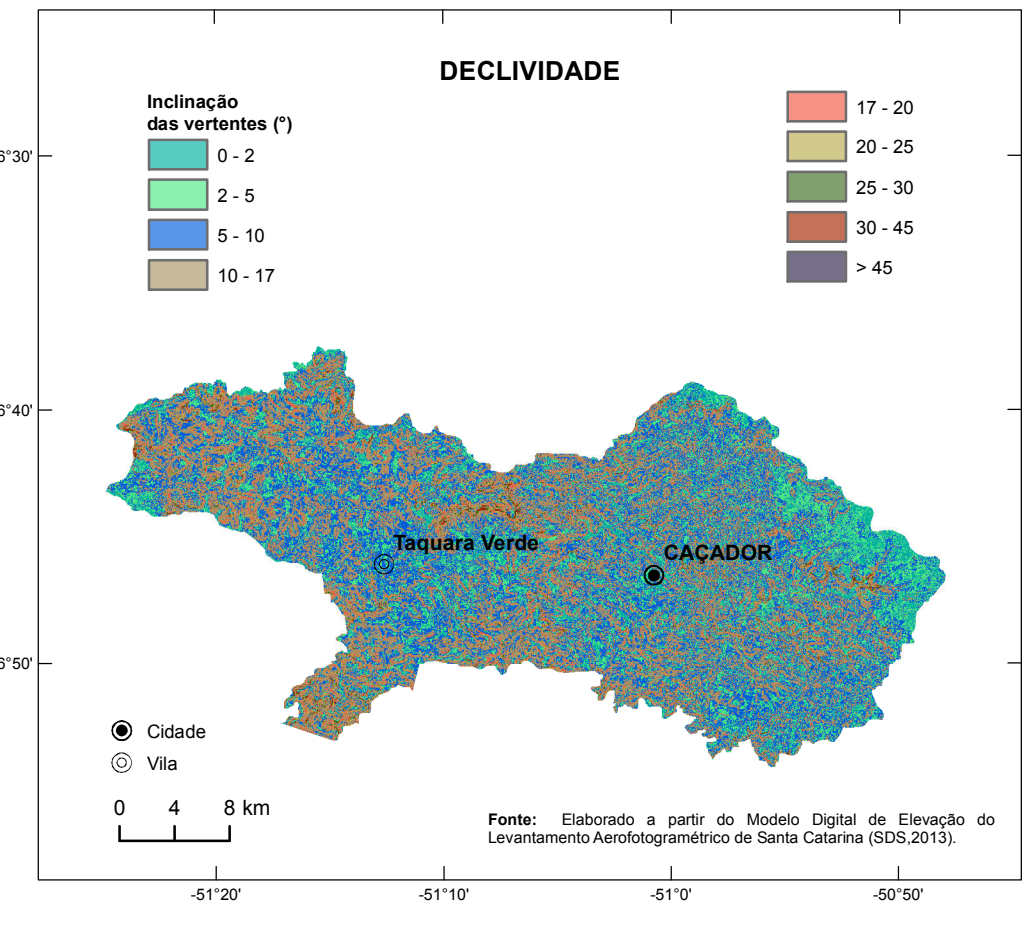 DECLIVIDADE
Inclinação
das vertentes (°)
0 - 2
2 - 5
5 - 10
10 - 17
17 - 20
20 - 25
25 - 30
30 - 45
> 45
6°30'
6°40'
6°50'
Taquara Verde
CAÇADOR
Cidade
Vila
0 4 8 km
Fonte: Elaborado a partir do Modelo Digital de Elevação do
Levantamento Aerofotogramétrico de Santa Catarina (SDS,2013).
-51°20' -51°10' -51°0' -50°50'